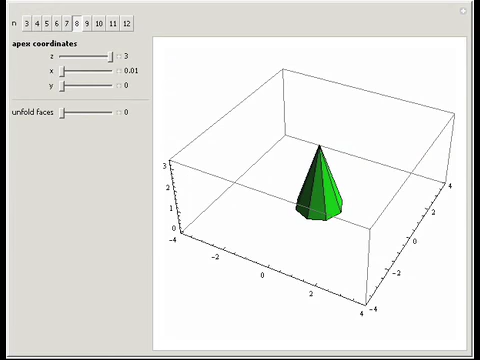 n 3 4 5 6 7 8 9 10 11 12
apex coordinates
z 3
x 0.01
y 0
unfold faces 0
3
2
1
0
-4
-2
0
2
4
-4
-2
0
2
4